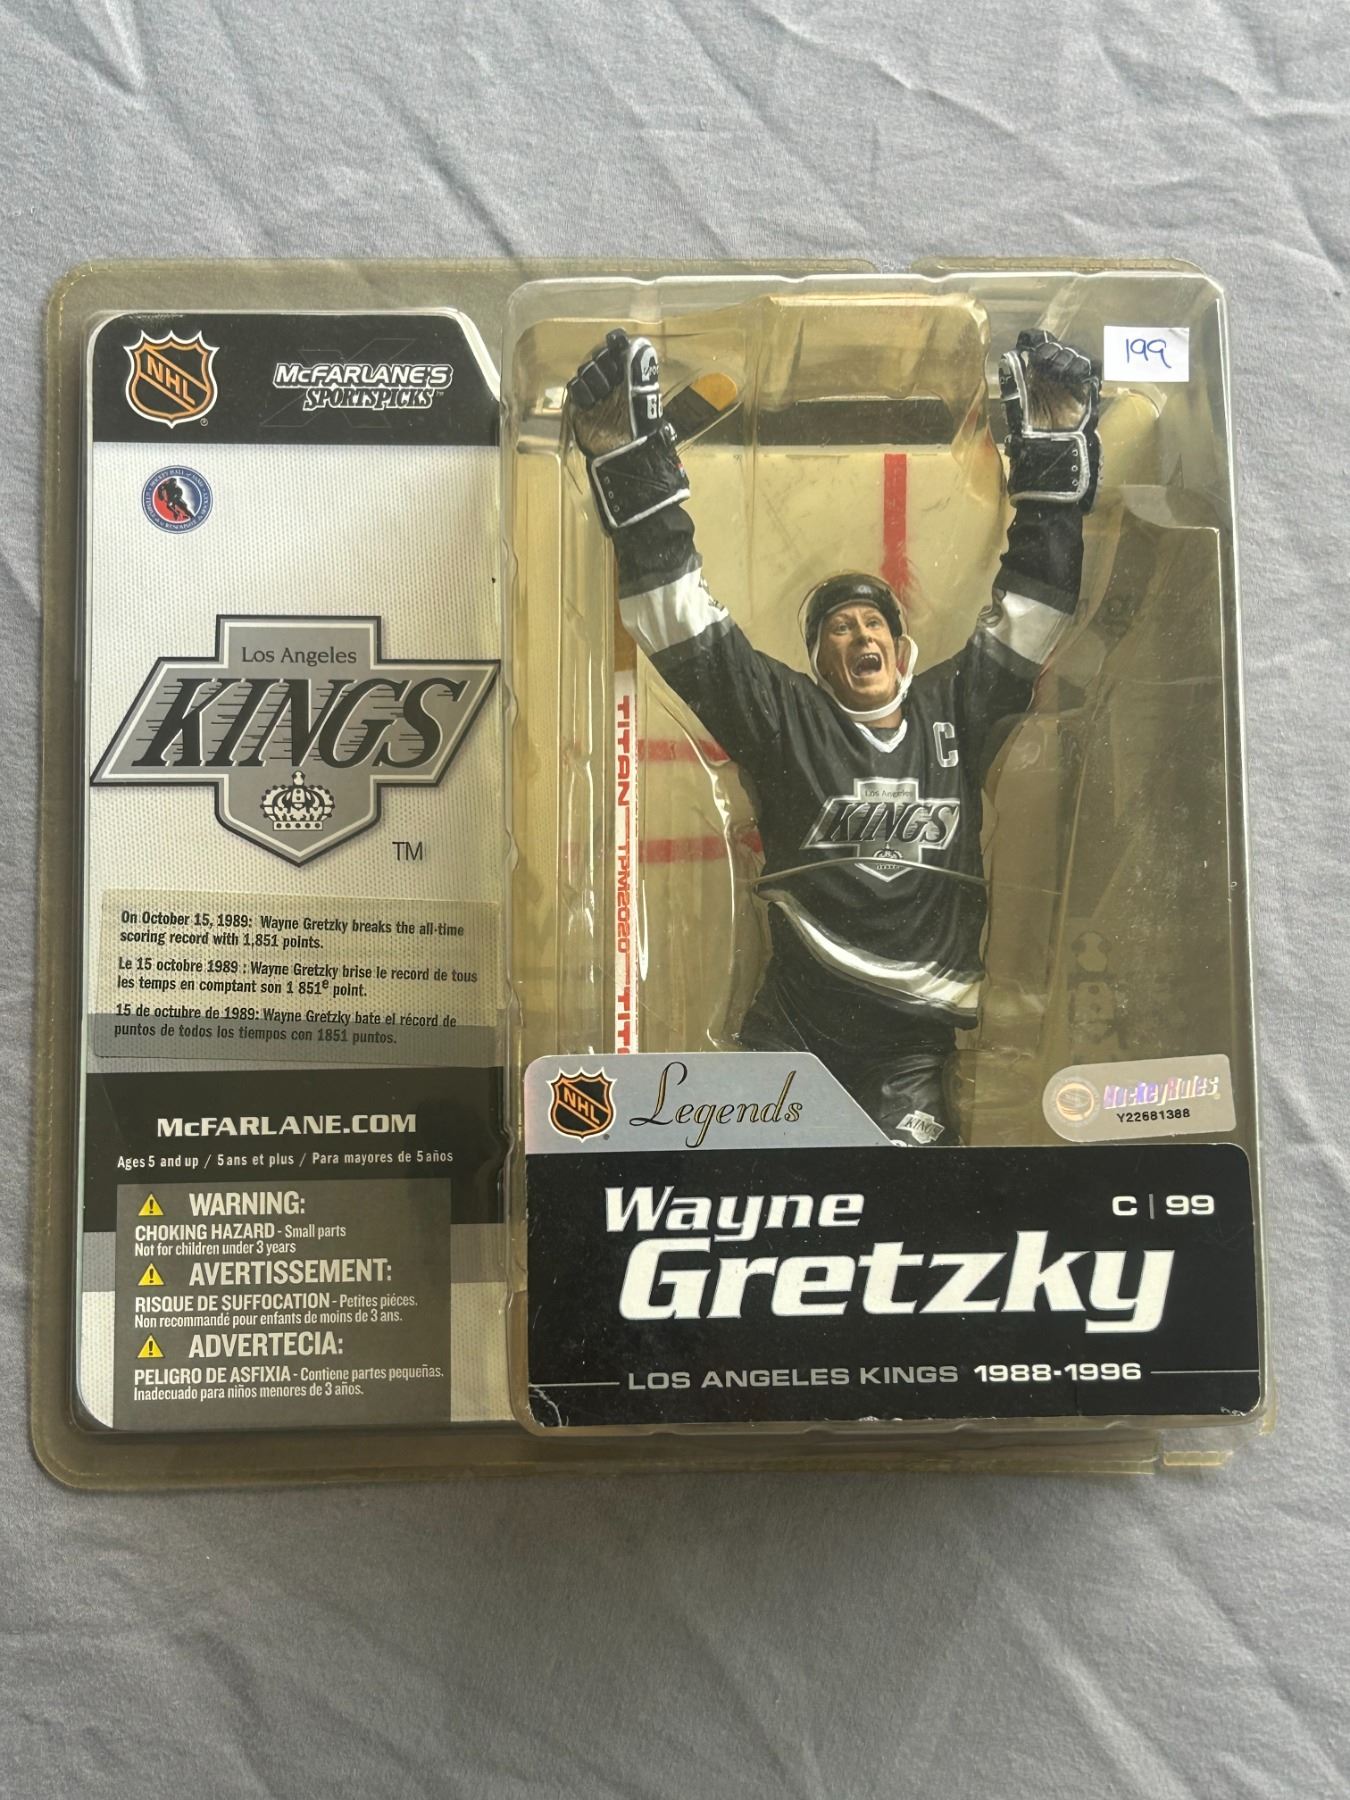 NHL
McFARLANE'S
SPORTSPICKS
199
Los Angeles
KINGS
TM
C
Los Angeles
KINGS
TITAN TPM2020 TIT
On October 15, 1989: Wayne Gretzky breaks the all-time
scoring record with 1,851 points.
Le 15 octobre 1989 : Wayne Gretzky brise le record de tous
les temps en comptant son 1 851e point.
15 de octubre de 1989: Wayne Gretzky bate el récord de
puntos de todos los tiempos con 1851 puntos.
McFARLANE.COM
Ages 5 and up / 5 ans et plus / Para mayores de 5 años
WARNING:
CHOKING HAZARD - Small parts
Not for children under 3 years
AVERTISSEMENT:
RISQUE DE SUFFOCATION - Petites piéces.
Non recommandé pour enfants de moins de 3 ans.
ADVERTECIA:
PELIGRO DE ASFIXIA - Contiene partes pequeñas.
Inadecuado para niños menores de 3 años.
NHL
Legends
KINGS
Y22681388
Wayne
Gretzky
C | 99
LOS ANGELES KINGS 1988-1996